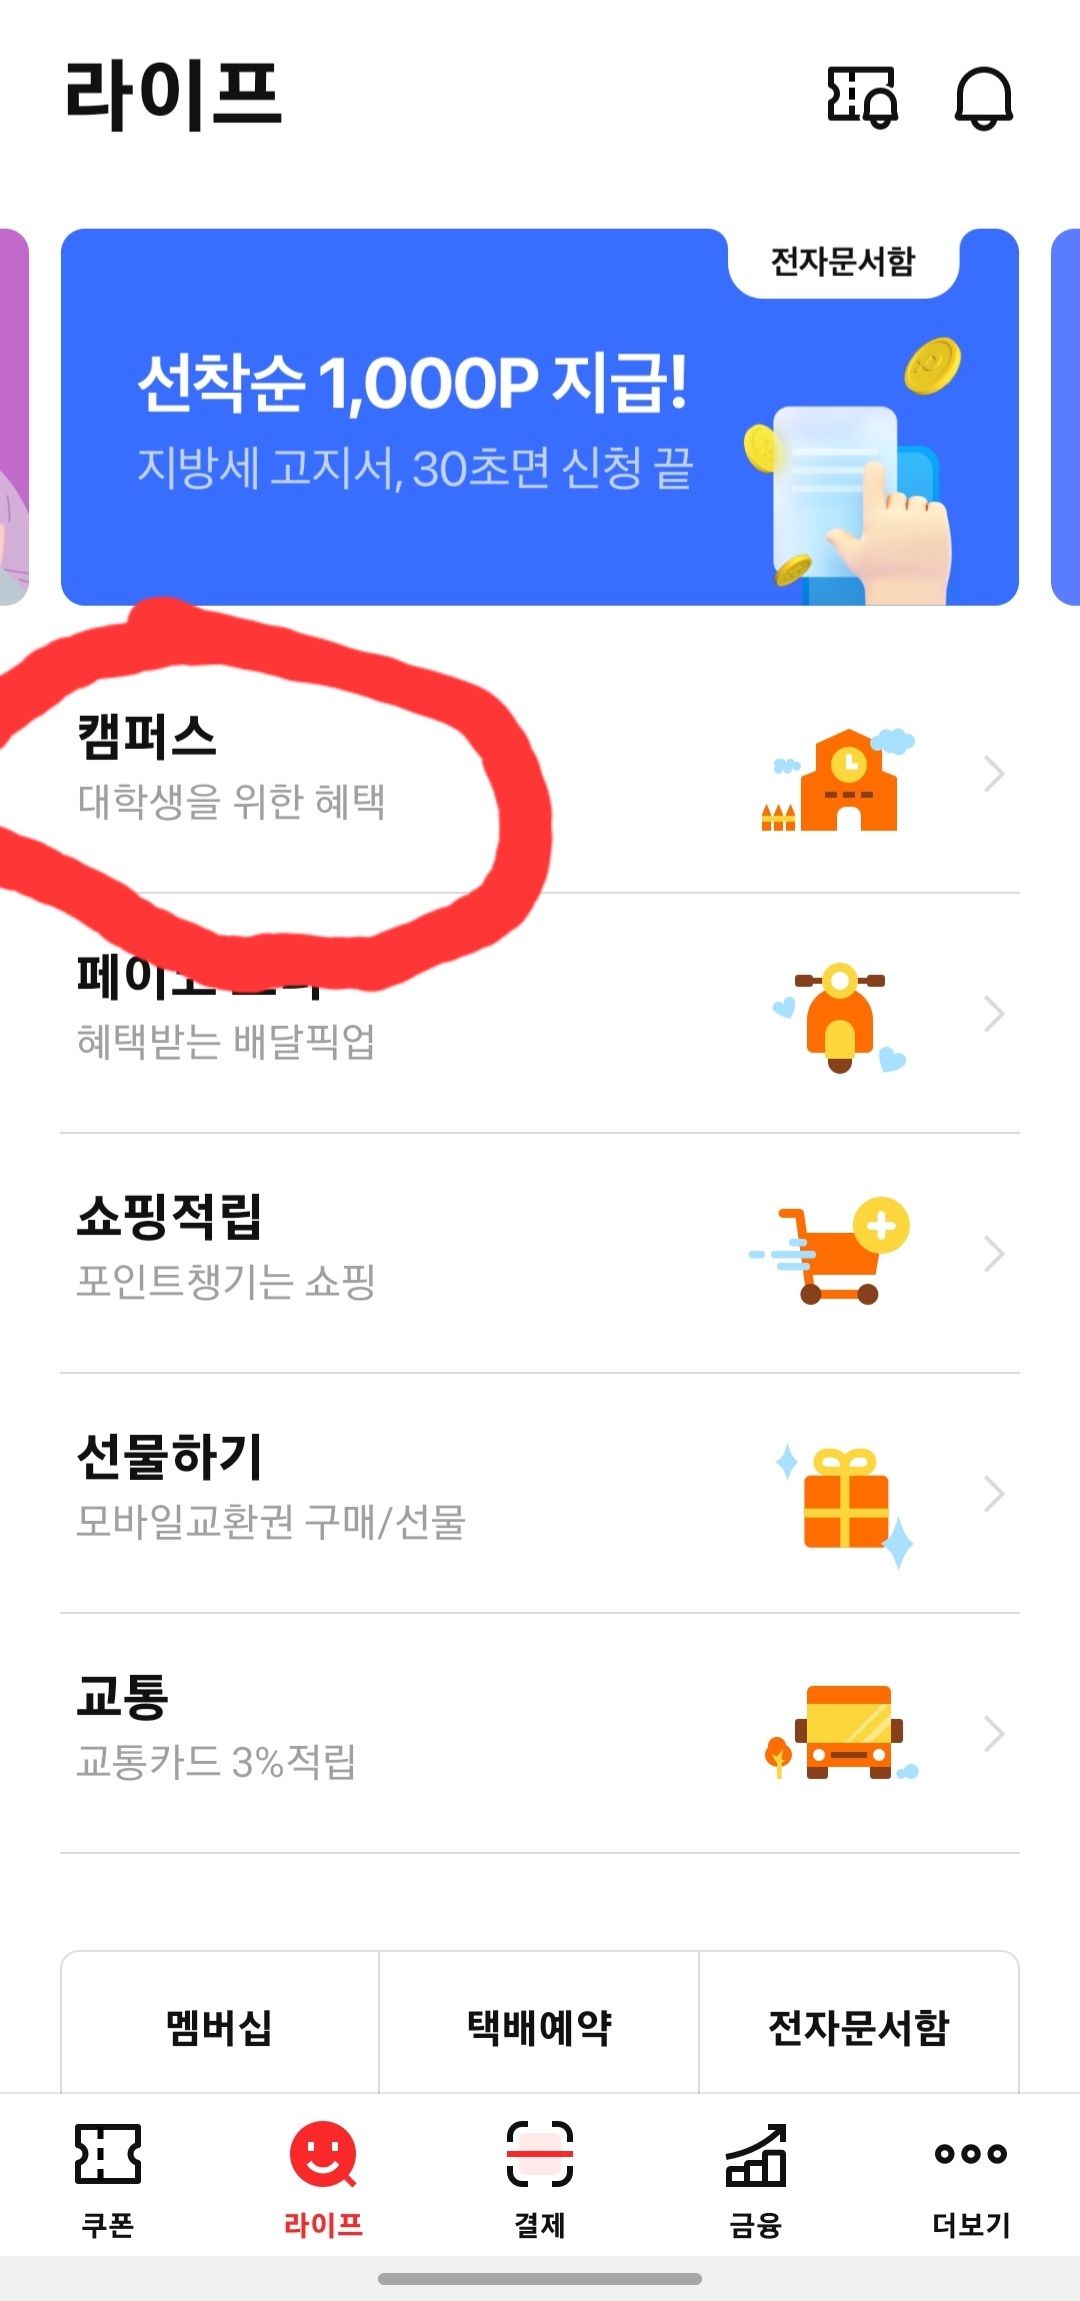 라이프
전자문서함
선착순 1,000P 지급!
지방세 고지서, 30초면 신청 끝
캠퍼스
대학생을 위한 혜택
페이코
혜택받는 배달픽업
쇼핑적립
포인트챙기는 쇼핑
선물하기
모바일교환권 구매/선물
교통
교통카드 3%적립
멤버십
택배예약
전자문서함
쿠폰
라이프
결제
금융
더보기